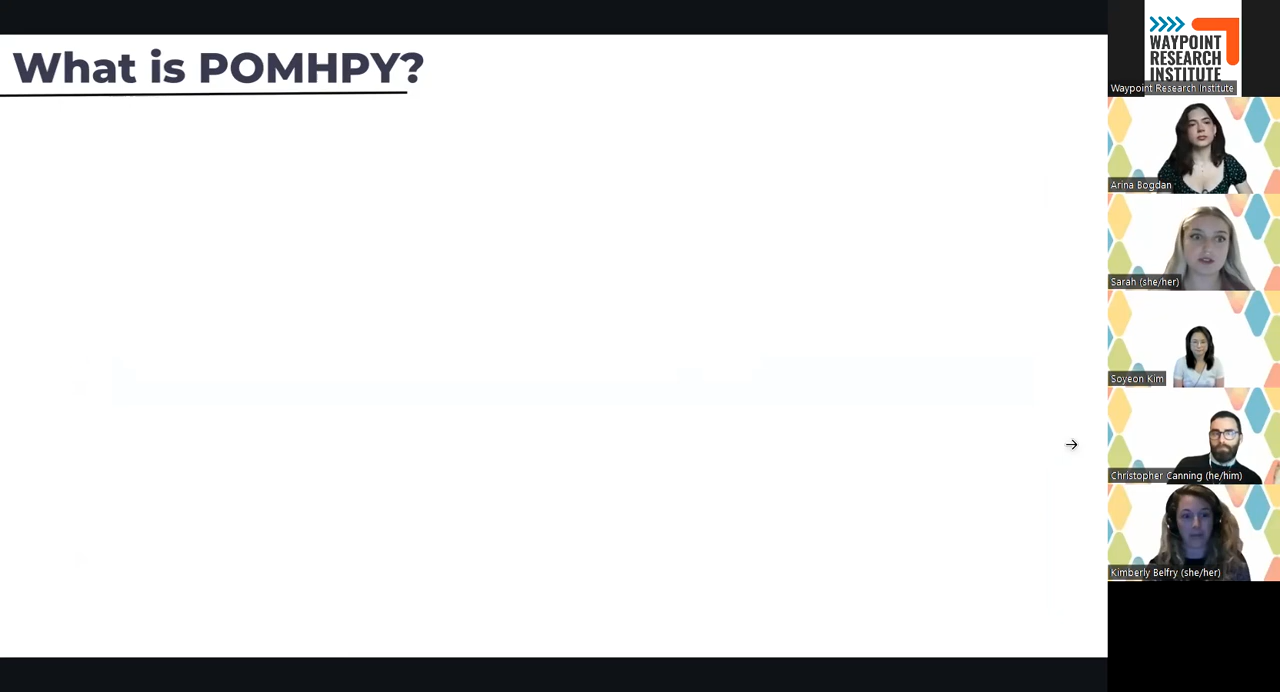 What is POMHPY?
WAYPOINT
RESEARCH
INSTITUTE
Waypoint Research Institute
Arina Bogdan
Sarah (she/her)
Soyeon Kim
Christopher Canning (he/him)
Kimberly Belfry (she/her)